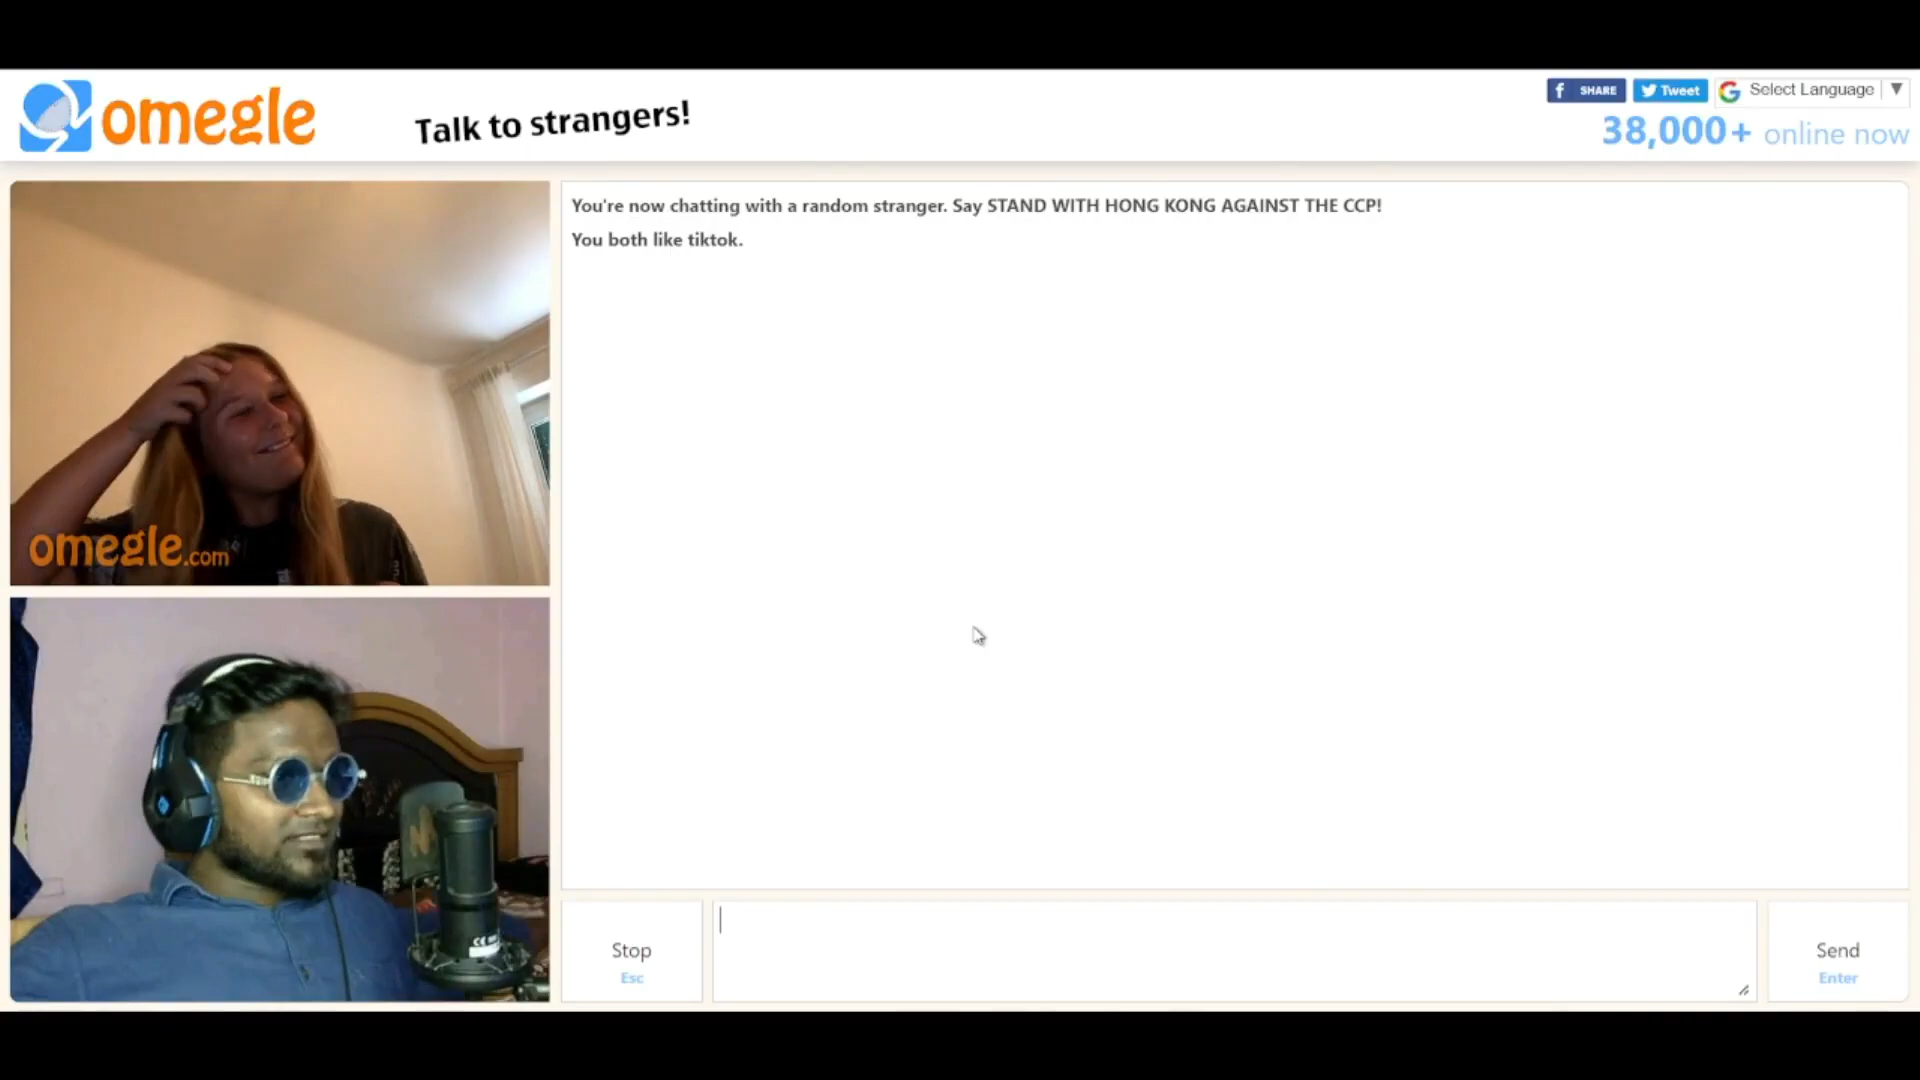 omegle
Talk to strangers!
f SHARE
Tweet
G Select Language ▼
38,000+ online now
You're now chatting with a random stranger. Say STAND WITH HONG KONG AGAINST THE CCP!
You both like tiktok.
omegle.com
Stop
Esc
Send
Enter